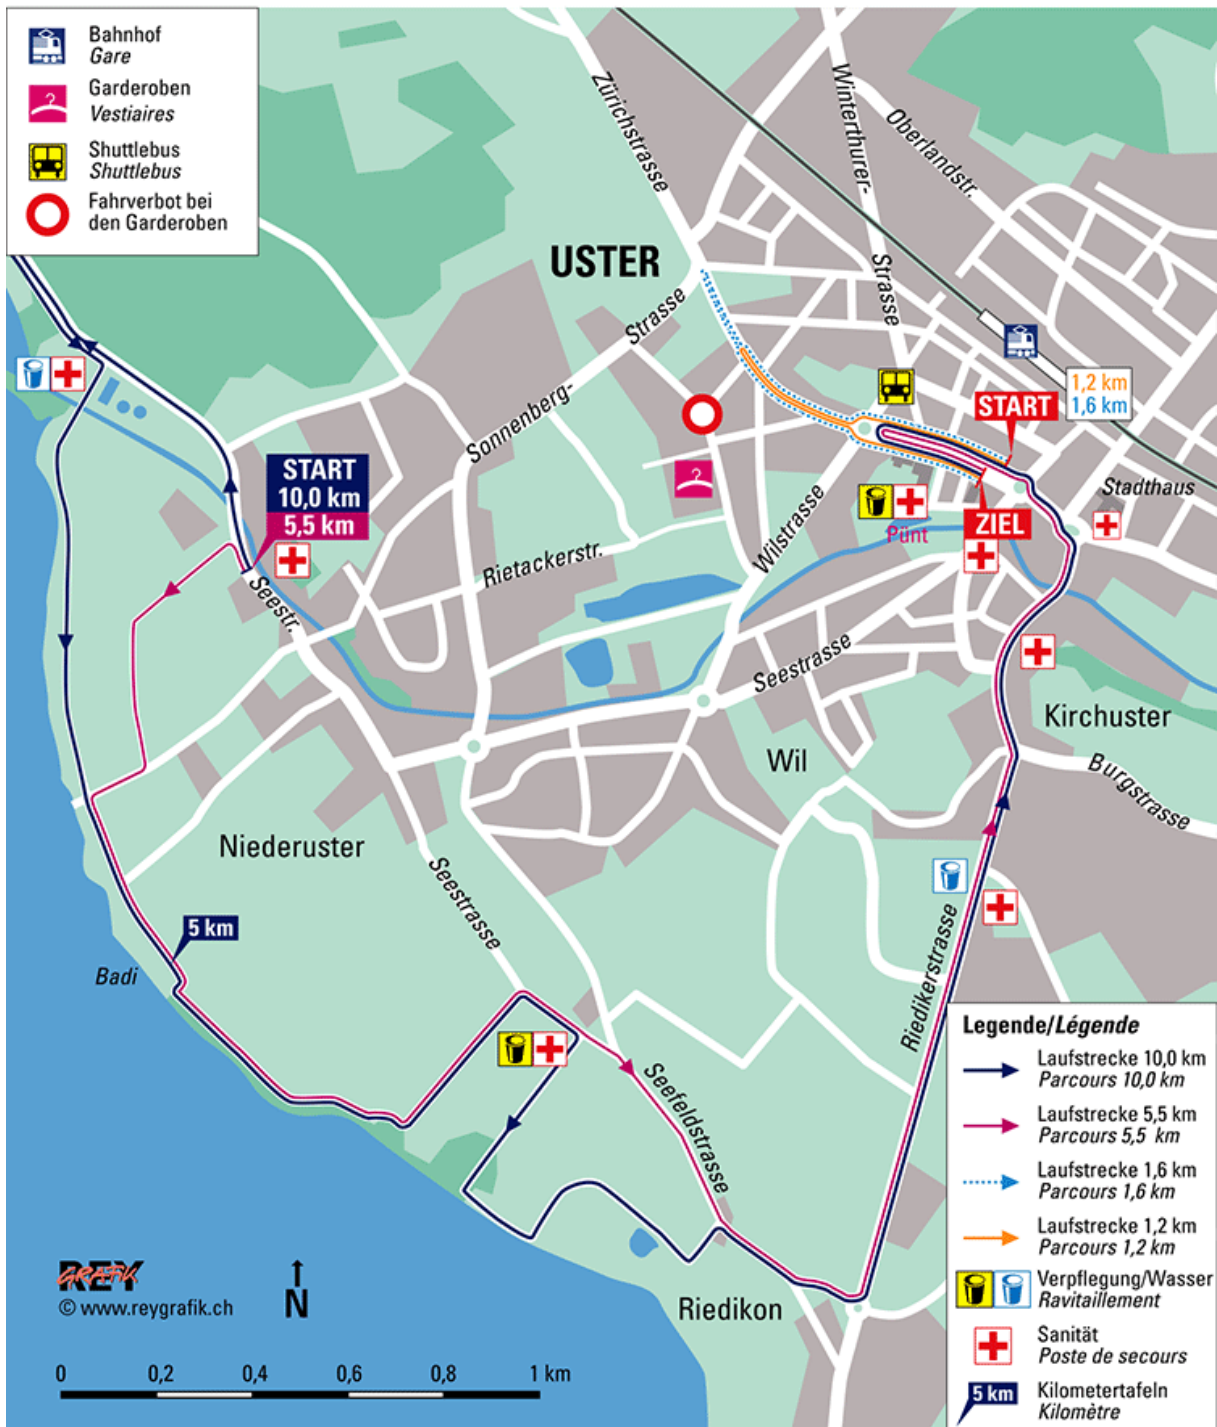 Bahnhof
Gare
Garderoben
Vestiaires
Shuttlebus
Shuttlebus
Fahrverbot bei
den Garderoben
Zürichstrasse
Winterthurer-
Strasse
Oberlandstr.
USTER
Sonnenberg-
Strasse
1,2 km
1,6 km
START
Stadthaus
START
10,0 km
5,5 km
Wilstrasse
Pünt
ZIEL
Rietackerstr.
Seestr.
Seestrasse
Kirchuster
Wil
Burgstrasse
Niederuster
Seestrasse
5 km
Badi
Riedikerstrasse
Seefeldstrasse
Riedikon
Legende/Légende
Laufstrecke 10,0 km
Parcours 10,0 km
Laufstrecke 5,5 km
Parcours 5,5 km
Laufstrecke 1,6 km
Parcours 1,6 km
Laufstrecke 1,2 km
Parcours 1,2 km
Verpflegung/Wasser
Ravitaillement
Sanität
Poste de secours
5 km
Kilometertafeln
Kilomètre
REY
GRAFIK
© www.reygrafik.ch
N
0 0,2 0,4 0,6 0,8 1 km